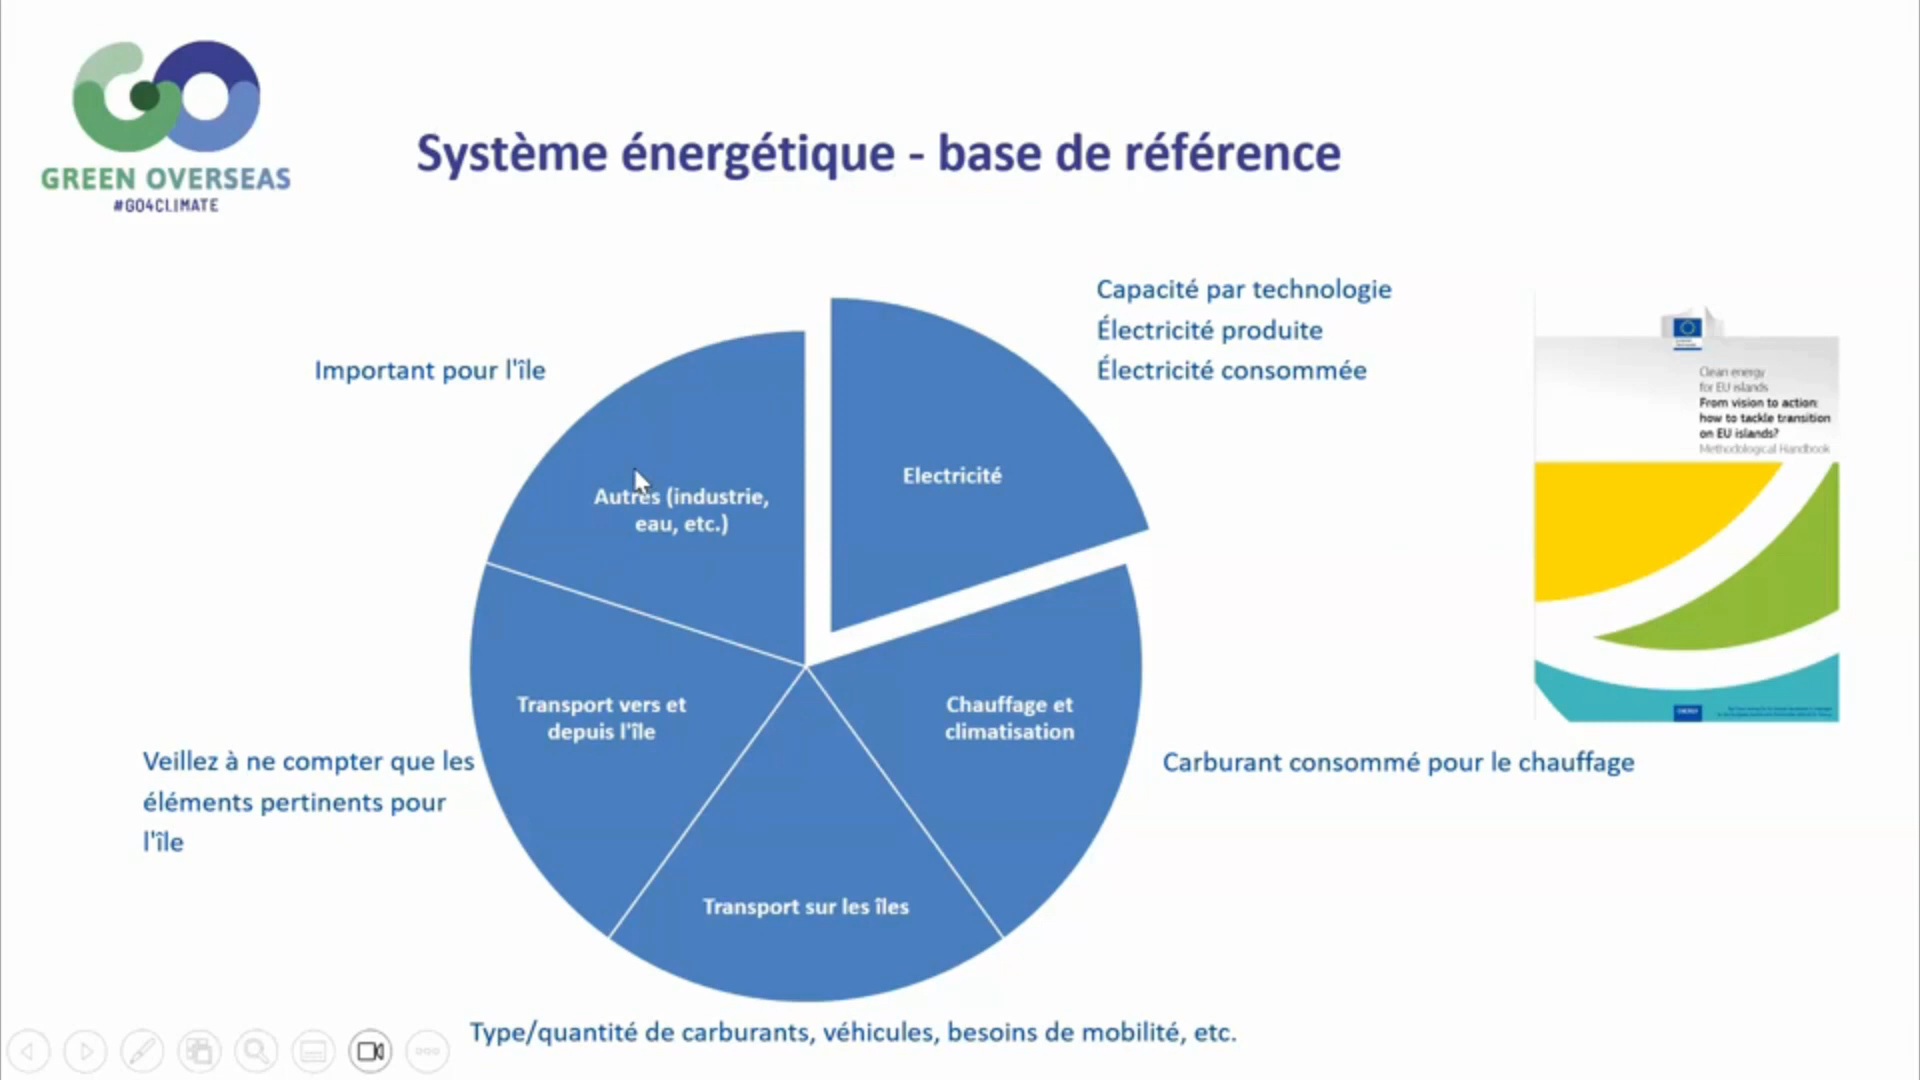 GREEN OVERSEAS
#GO4CLIMATE
Système énergétique - base de référence
Capacité par technologie
Électricité produite
Électricité consommée
Important pour l'île
Electricité
Autres (industrie,
eau, etc.)
Clean energy
for EU islands
From vision to action:
how to tackle transition
on EU islands?
Methodological Handbook
Transport vers et
depuis l'île
Chauffage et
climatisation
Veillez à ne compter que les
éléments pertinents pour
l'île
Carburant consommé pour le chauffage
Transport sur les îles
Type/quantité de carburants, véhicules, besoins de mobilité, etc.